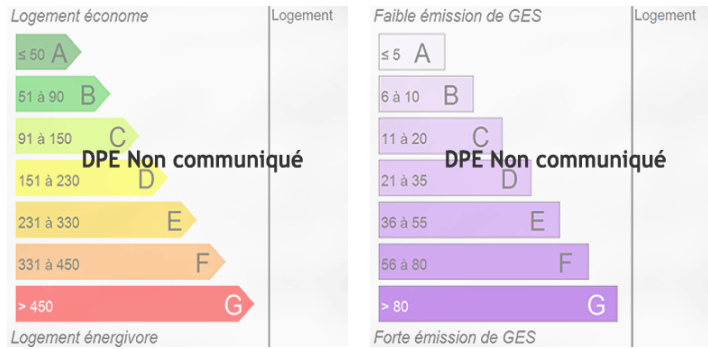 Logement économe
Logement
≤ 50 A
51 à 90 B
91 à 150 C
DPE Non communiqué
151 à 230 D
231 à 330 E
331 à 450 F
> 450 G
Logement énergivore
Faible émission de GES
Logement
≤ 5 A
6 à 10 B
11 à 20 C
DPE Non communiqué
21 à 35 D
36 à 55 E
56 à 80 F
> 80 G
Forte émission de GES